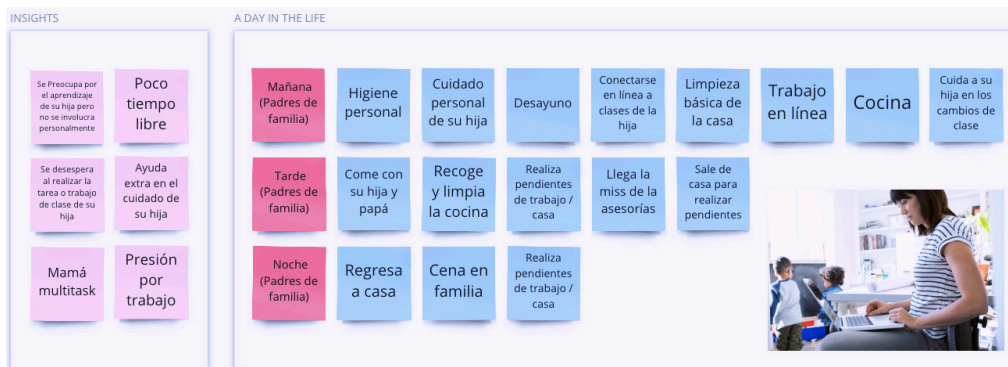 INSIGHTS
A DAY IN THE LIFE
Se Preocupa por
el aprendizaje
de su hija pero
no se involucra
personalmente
Poco
tiempo
libre
Se desespera
al realizar la
tarea o trabajo
de clase de su
hija
Ayuda
extra en el
cuidado de
su hija
Mamá
multitask
Presión
por
trabajo
Mañana
(Padres de
familia)
Higiene
personal
Cuidado
personal
de su hija
Desayuno
Conectarse
en línea a
clases de la
hija
Limpieza
básica de
la casa
Trabajo
en línea
Cocina
Cuida a su
hija en los
cambios de
clase
Tarde
(Padres de
familia)
Come con
su hija y
papá
Recoge
y limpia
la cocina
Realiza
pendientes
de trabajo /
casa
Llega la
miss de la
asesorías
Sale de
casa para
realizar
pendientes
Noche
(Padres de
familia)
Regresa
a casa
Cena en
familia
Realiza
pendientes
de trabajo /
casa